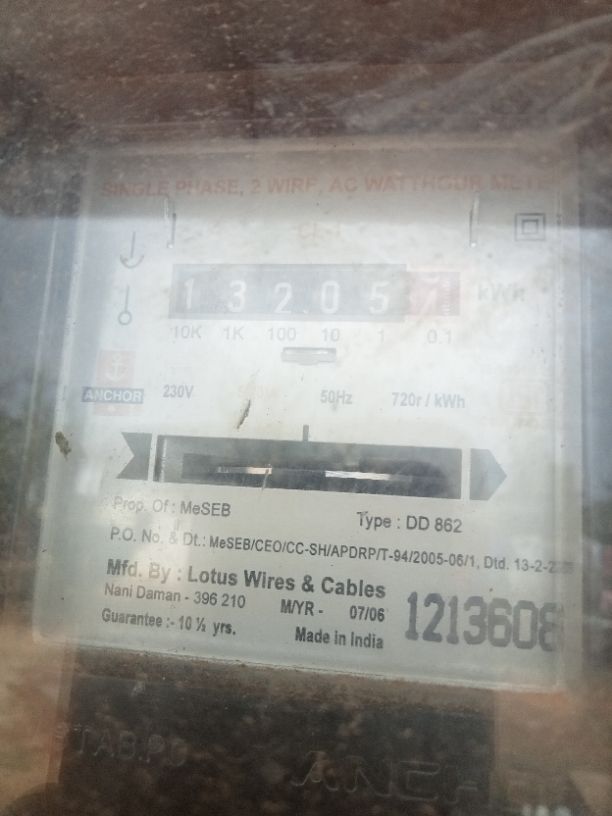 SINGLE PHASE, 2 WIRE, AC WATTHOUR METER
1 3 2 0 5 1 kWh
10K 1K 100 10 1 0.1
ANCHOR
230V 50Hz 720r / kWh
Prop. Of : MeSEB
Type : DD 862
P.O. No. & Dt.: MeSEB/CEO/CC-SH/APDRP/T-94/2005-06/1, Dtd. 13-2-
Mfd. By : Lotus Wires & Cables
Nani Daman - 396 210 M/YR - 07/06
Guarantee :- 10 ½ yrs. Made in India
1213608